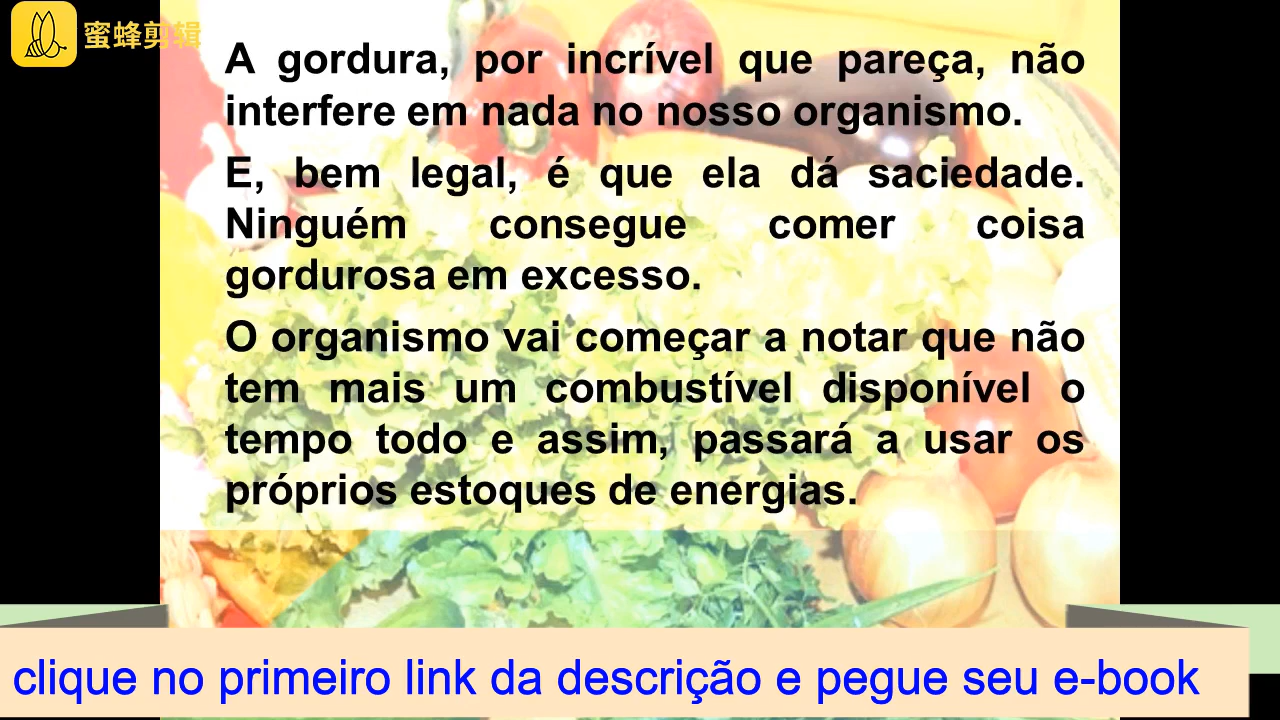 蜜蜂剪辑
A gordura, por incrível que pareça, não
interfere em nada no nosso organismo.
E, bem legal, é que ela dá saciedade.
Ninguém consegue comer coisa
gordurosa em excesso.
O organismo vai começar a notar que não
tem mais um combustível disponível o
tempo todo e assim, passará a usar os
próprios estoques de energias.
clique no primeiro link da descrição e pegue seu e-book